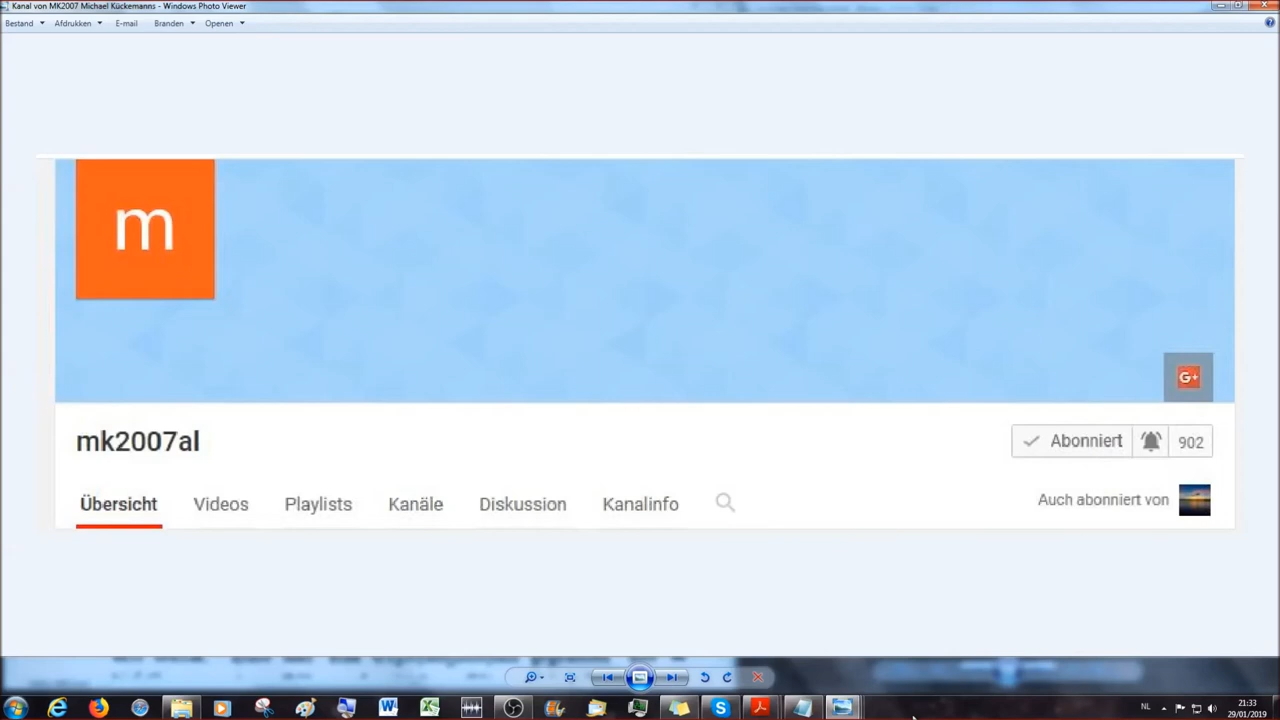 Kanal von MK2007 Michael Kückemanns - Windows Photo Viewer
Bestand Afdrukken E-mail Branden Openen
m
G+
mk2007al
Abonniert 902
Übersicht Videos Playlists Kanäle Diskussion Kanalinfo
Auch abonniert von
NL 21:33
29/01/2019